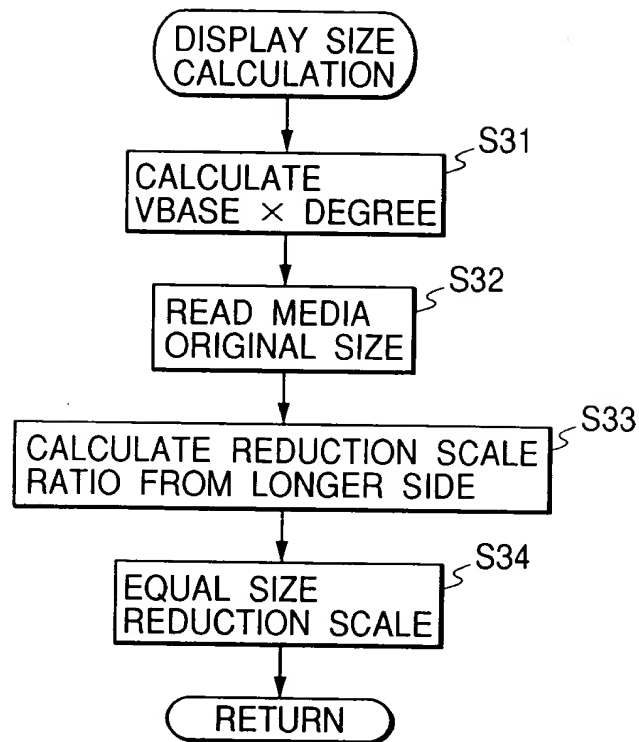 DISPLAY SIZE
CALCULATION
S31
CALCULATE
VBASE × DEGREE
S32
READ MEDIA
ORIGINAL SIZE
S33
CALCULATE REDUCTION SCALE
RATIO FROM LONGER SIDE
S34
EQUAL SIZE
REDUCTION SCALE
RETURN